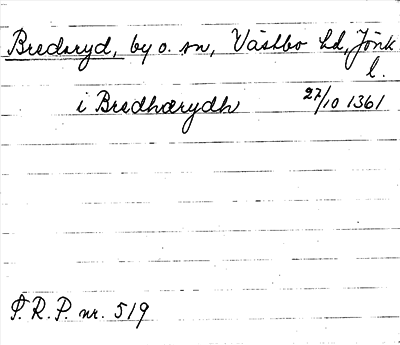 Bredaryd, by o. sn, Västbo hd, Jönk
l.
i Bredhærydh 27/10 1361
P.R.P. nr. 519